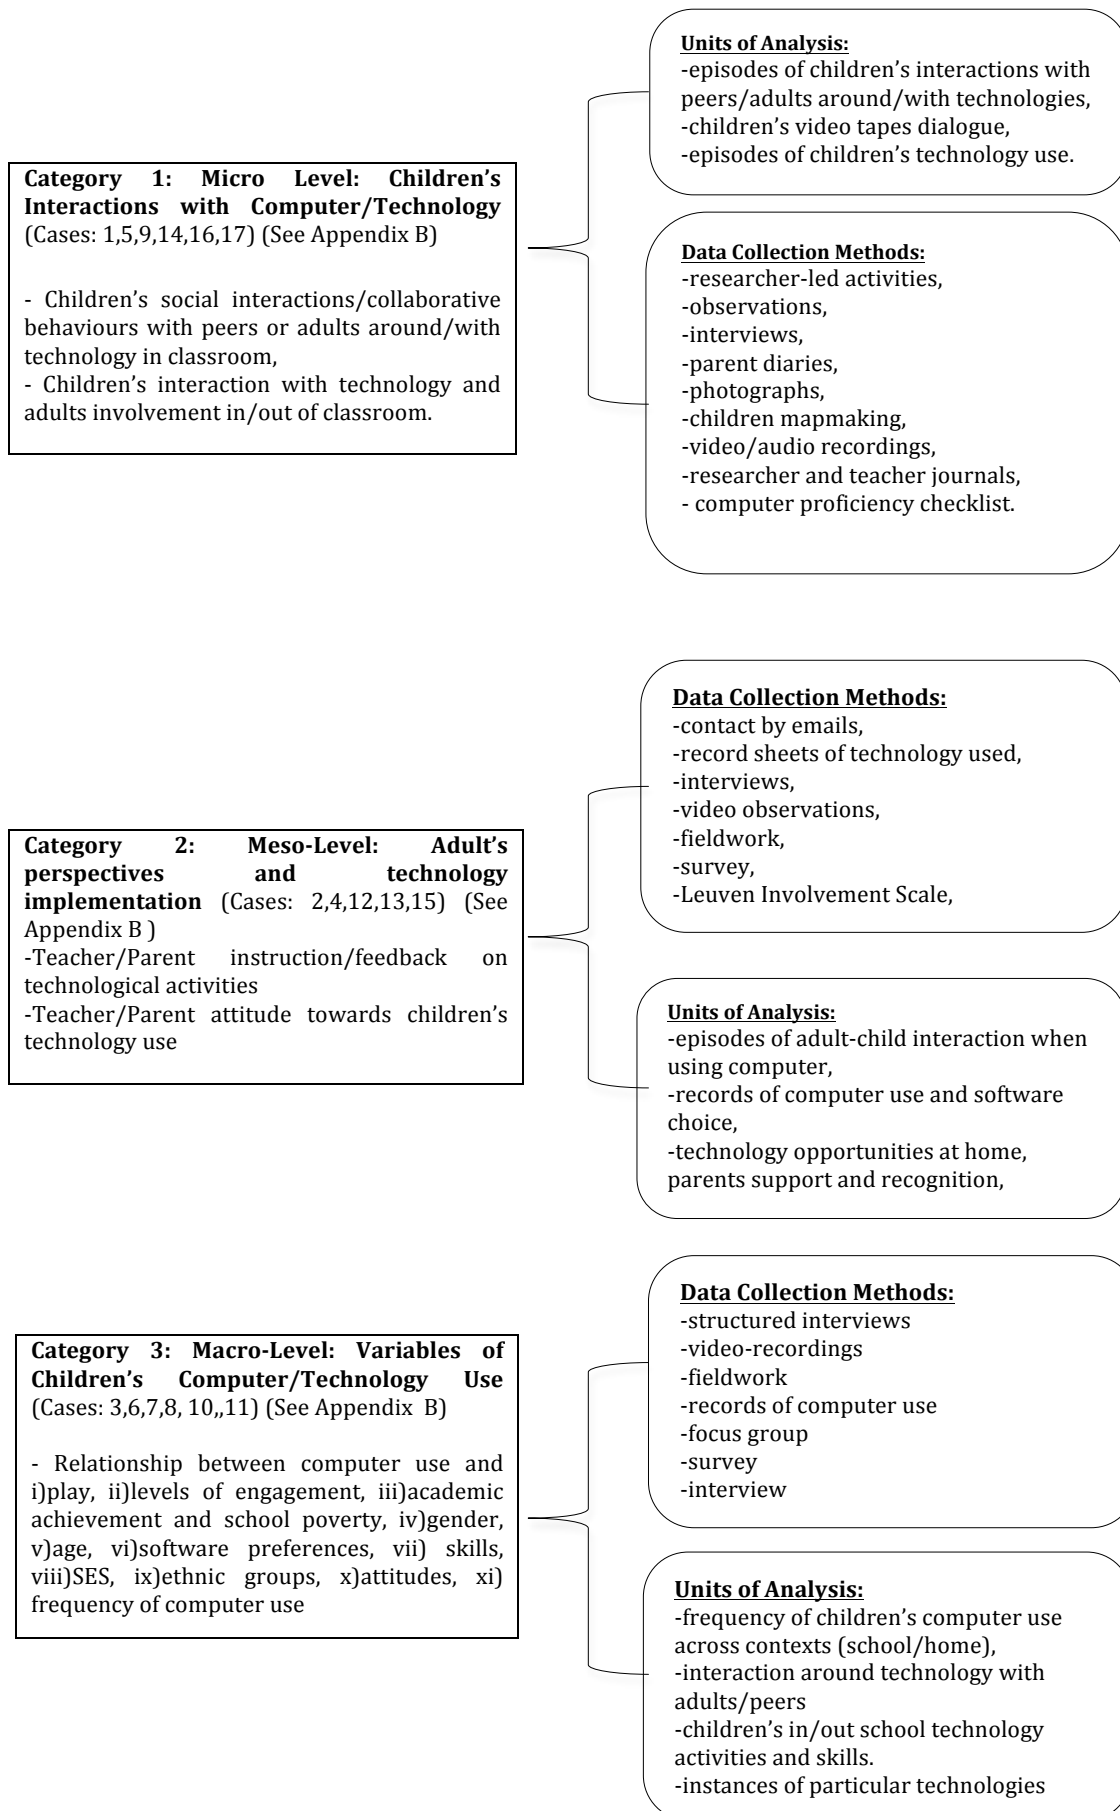 Units of Analysis:
-episodes of children’s interactions with
peers/adults around/with technologies,
-children’s video tapes dialogue,
-episodes of children’s technology use.
Category 1: Micro Level: Children’s
Interactions with Computer/Technology
(Cases: 1,5,9,14,16,17) (See Appendix B)
- Children’s social interactions/collaborative
behaviours with peers or adults around/with
technology in classroom,
- Children’s interaction with technology and
adults involvement in/out of classroom.
Data Collection Methods:
-researcher-led activities,
-observations,
-interviews,
-parent diaries,
-photographs,
-children mapmaking,
-video/audio recordings,
-researcher and teacher journals,
- computer proficiency checklist.
Data Collection Methods:
-contact by emails,
-record sheets of technology used,
-interviews,
-video observations,
-fieldwork,
-survey,
-Leuven Involvement Scale,
Category 2: Meso-Level: Adult’s
perspectives and technology
implementation (Cases: 2,4,12,13,15) (See
Appendix B )
-Teacher/Parent instruction/feedback on
technological activities
-Teacher/Parent attitude towards children’s
technology use
Units of Analysis:
-episodes of adult-child interaction when
using computer,
-records of computer use and software
choice,
-technology opportunities at home,
parents support and recognition,
Data Collection Methods:
-structured interviews
-video-recordings
-fieldwork
-records of computer use
-focus group
-survey
-interview
Category 3: Macro-Level: Variables of
Children’s Computer/Technology Use
(Cases: 3,6,7,8, 10,,11) (See Appendix B)
- Relationship between computer use and
i)play, ii)levels of engagement, iii)academic
achievement and school poverty, iv)gender,
v)age, vi)software preferences, vii) skills,
viii)SES, ix)ethnic groups, x)attitudes, xi)
frequency of computer use
Units of Analysis:
-frequency of children’s computer use
across contexts (school/home),
-interaction around technology with
adults/peers
-children’s in/out school technology
activities and skills.
-instances of particular technologies